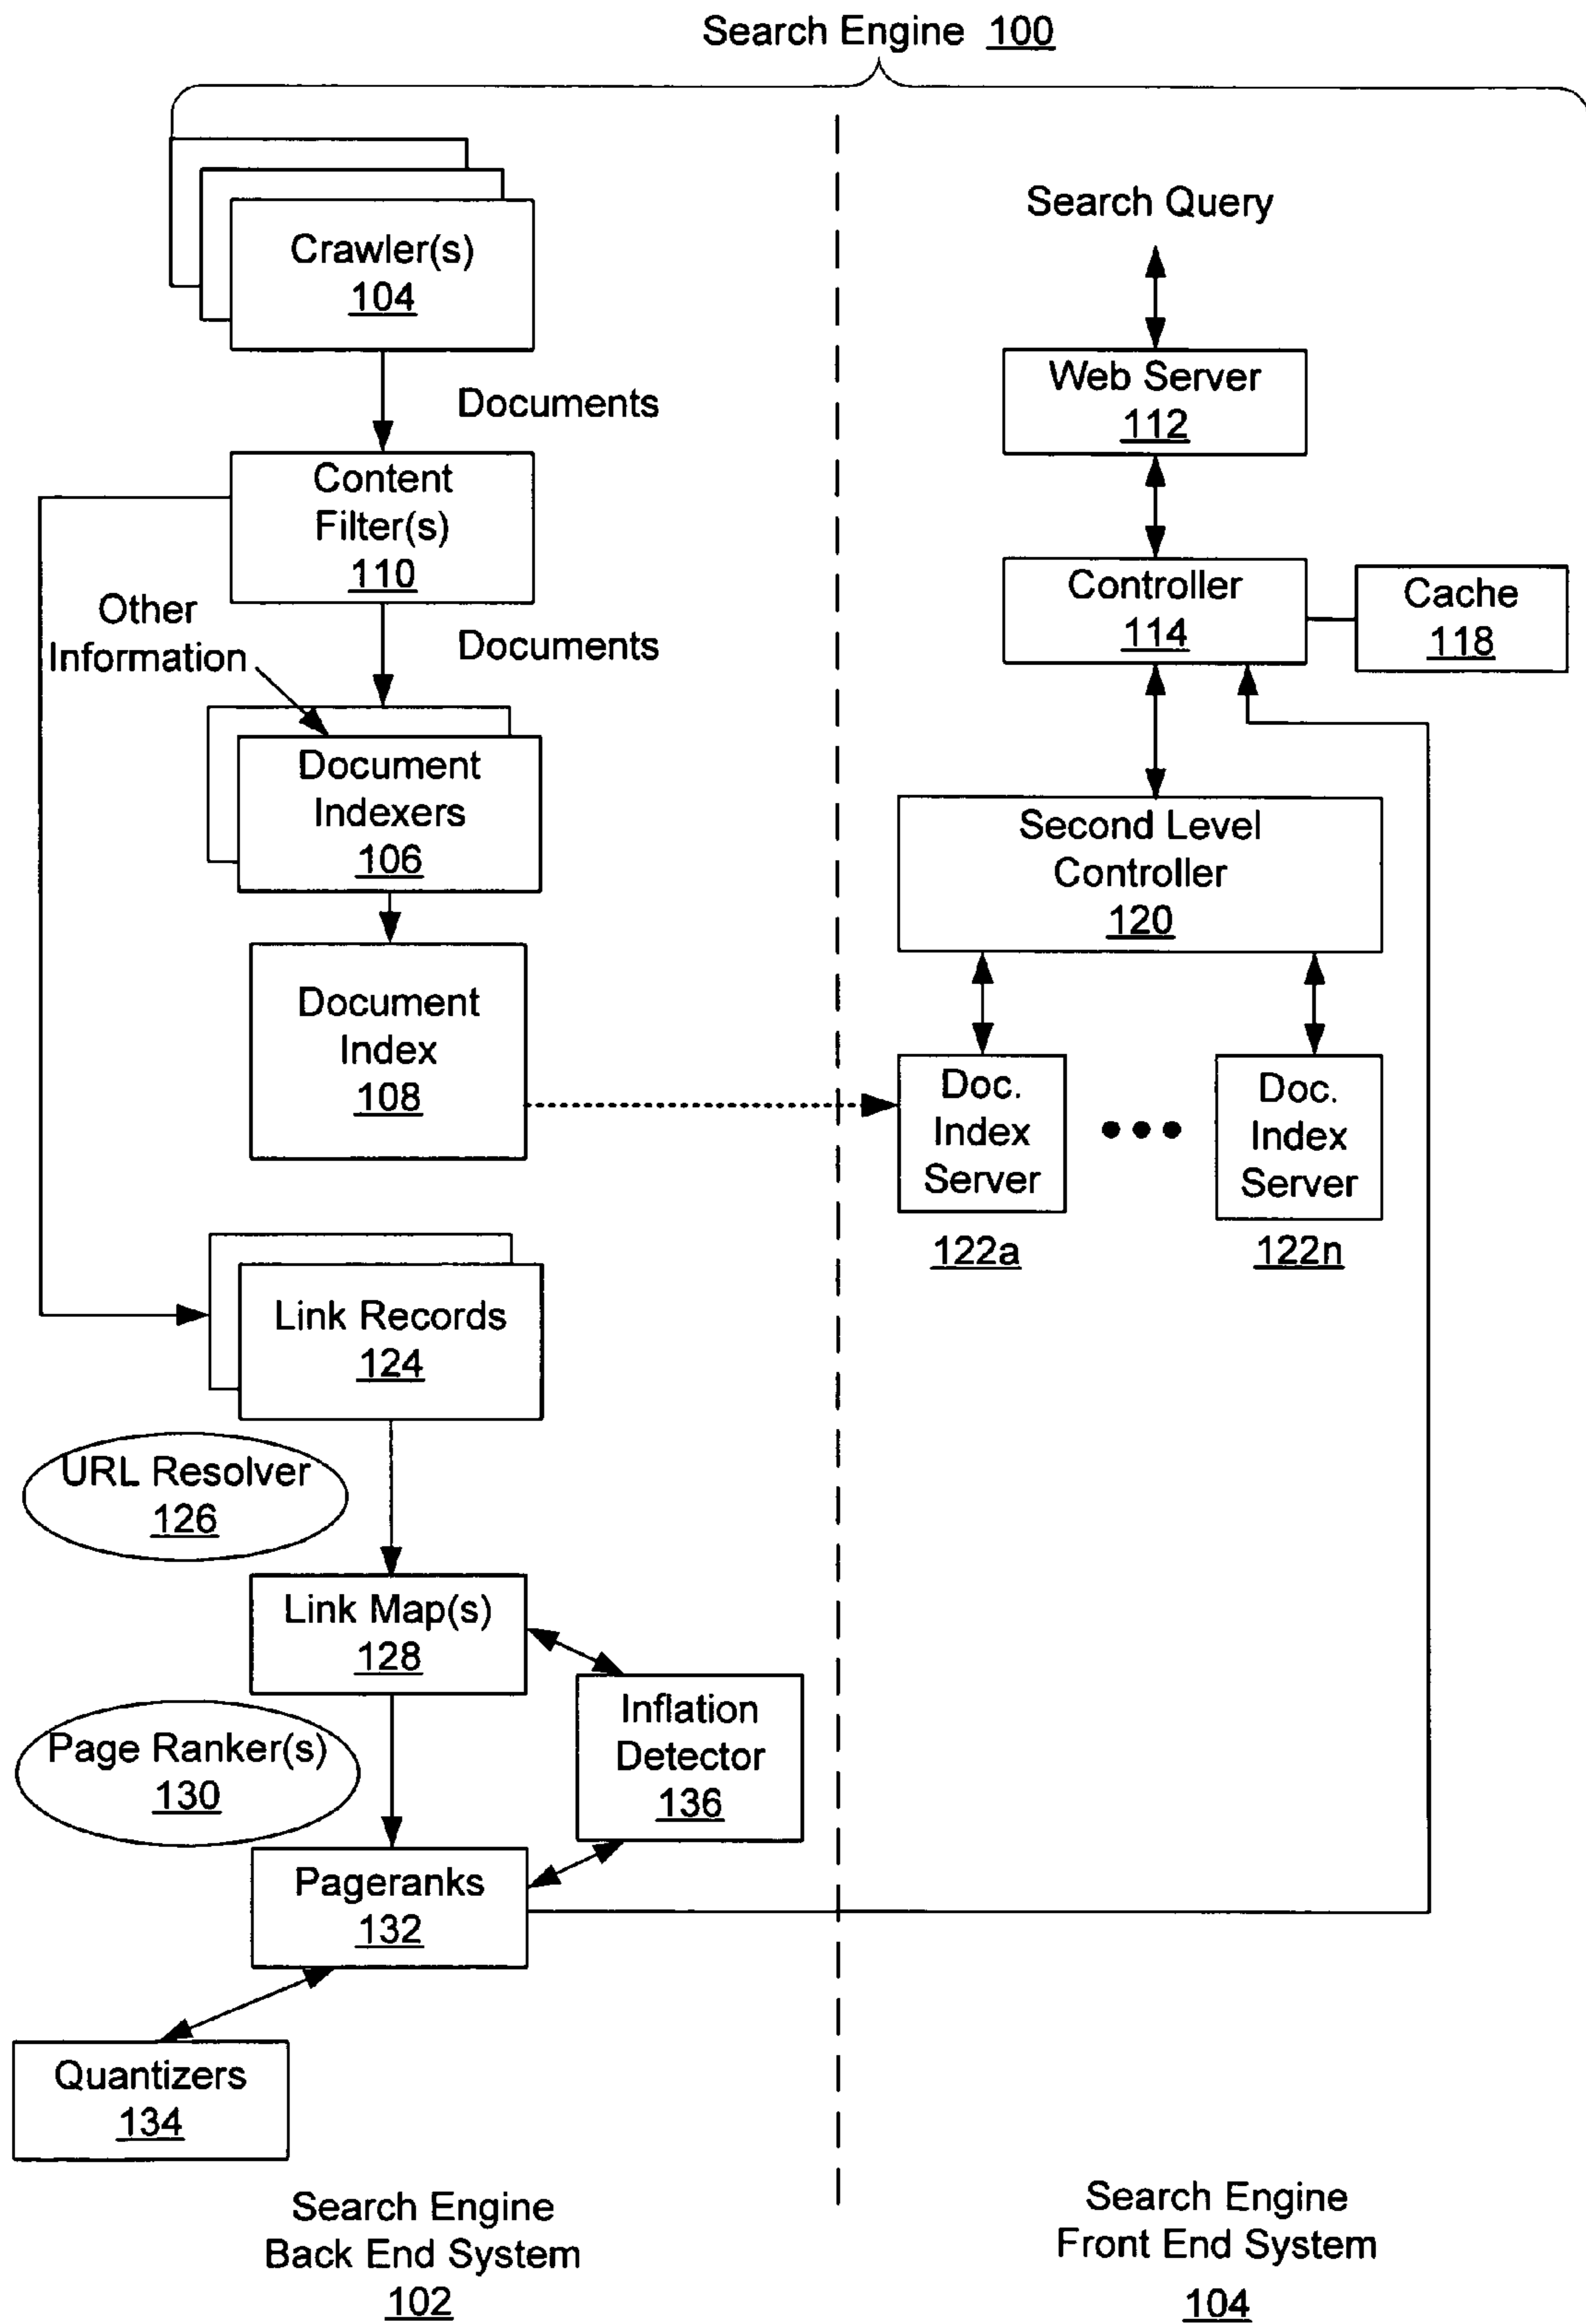 Search Engine 100
Crawler(s)
104
Documents
Content
Filter(s)
110
Other
Information
Documents
Document
Indexers
106
Document
Index
108
Link Records
124
URL Resolver
126
Link Map(s)
128
Inflation
Detector
136
Page Ranker(s)
130
Pageranks
132
Quantizers
134
Search Engine
Back End System
102
Search Query
Web Server
112
Controller
114
Cache
118
Second Level
Controller
120
Doc.
Index
Server
122a
Doc.
Index
Server
122n
Search Engine
Front End System
104